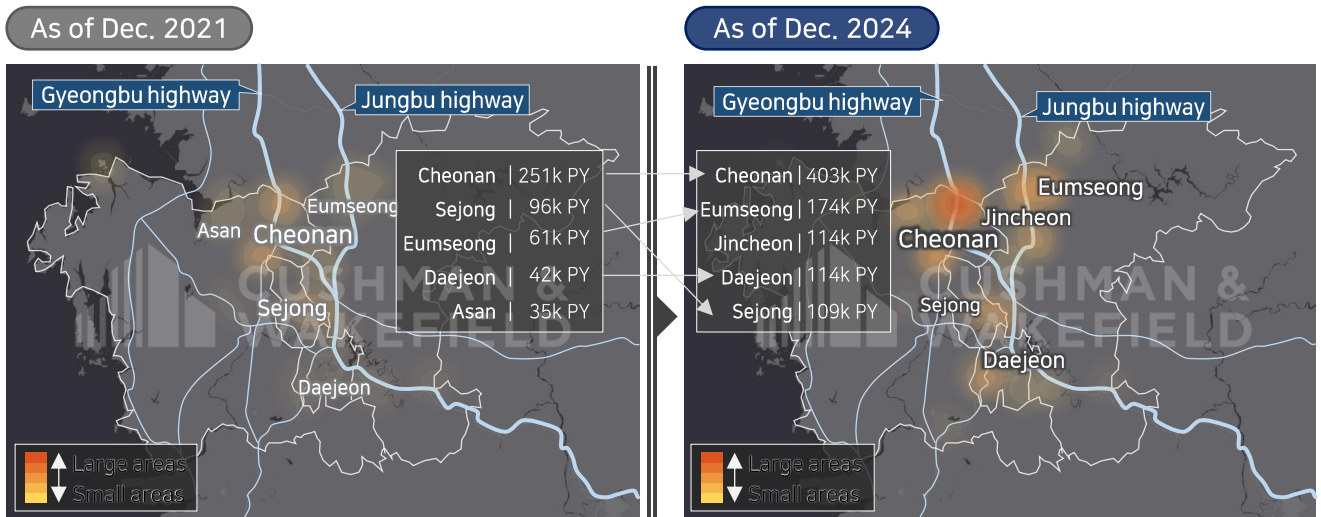 As of Dec. 2021
Gyeongbu highway
Jungbu highway
Cheonan | 251k PY
Sejong | 96k PY
Eumseong | 61k PY
Daejeon | 42k PY
Asan | 35k PY
Eumseong
Asan
Cheonan
Sejong
Daejeon
CUSHMAN &
WAKEFIELD
Large areas
Small areas
As of Dec. 2024
Gyeongbu highway
Jungbu highway
Cheonan | 403k PY
Eumseong | 174k PY
Jincheon | 114k PY
Daejeon | 114k PY
Sejong | 109k PY
Eumseong
Jincheon
Cheonan
Sejong
Daejeon
CUSHMAN &
WAKEFIELD
Large areas
Small areas